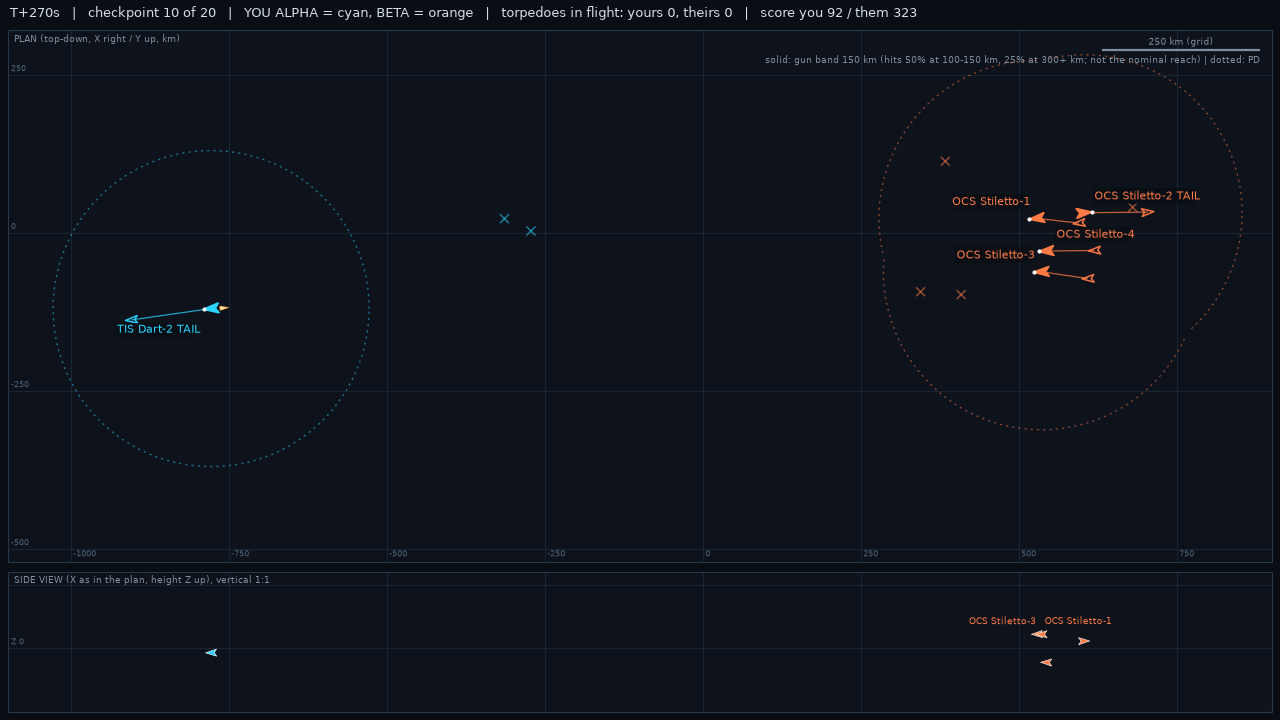 T+270s | checkpoint 10 of 20 | YOU ALPHA = cyan, BETA = orange | torpedoes in flight: yours 0, theirs 0 | score you 92 / them 323
PLAN (top-down, X right / Y up, km)
250 km (grid)
solid: gun band 150 km (hits 50% at 100-150 km, 25% at 300+ km; not the nominal reach) | dotted: PD
250
OCS Stiletto-2 TAIL
OCS Stiletto-1
0
OCS Stiletto-4
OCS Stiletto-3
TIS Dart-2 TAIL
-250
-500
-1000
-750
-500
-250
0
250
500
750
SIDE VIEW (X as in the plan, height Z up), vertical 1:1
OCS Stiletto-3
OCS Stiletto-1
Z 0